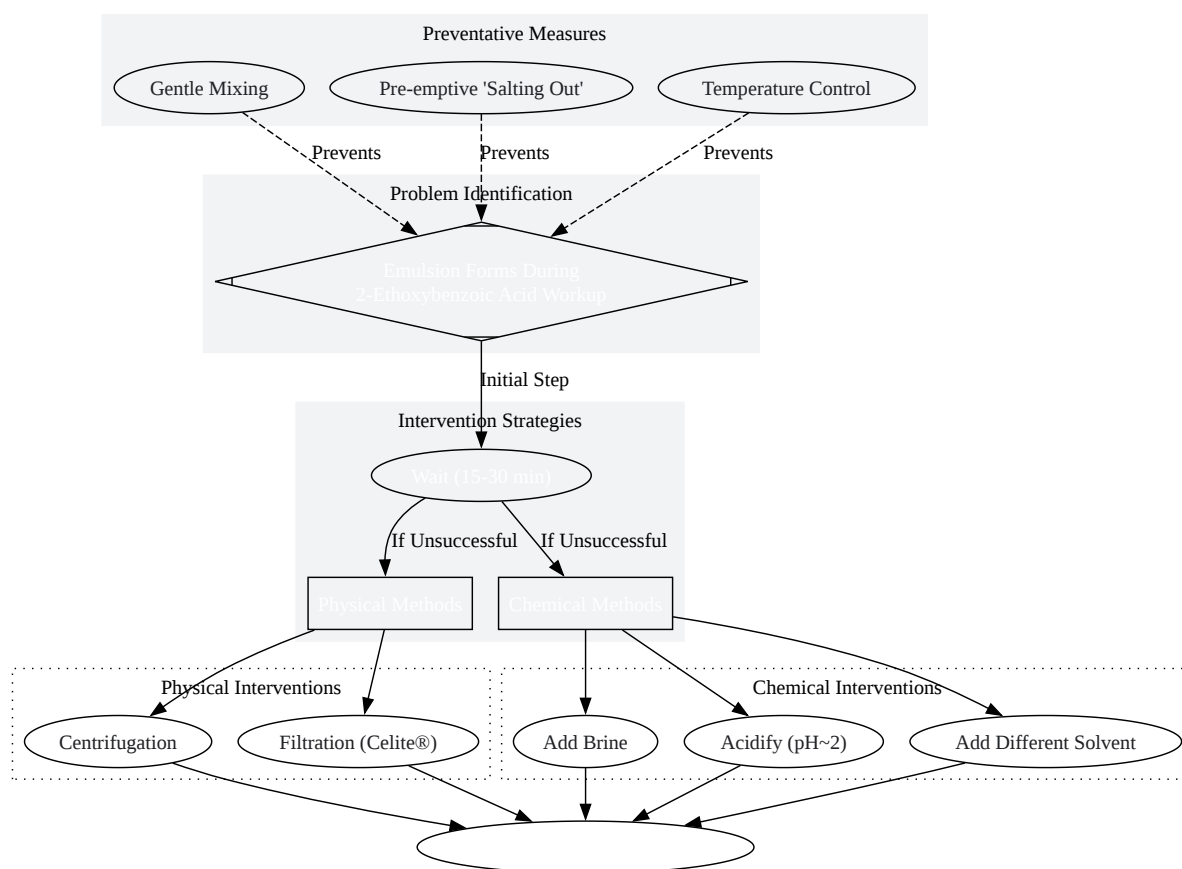 Preventative Measures
Gentle Mixing
Pre-emptive 'Salting Out'
Temperature Control
Prevents
Prevents
Prevents
Problem Identification
Emulsion Forms During
2-Ethoxybenzoic Acid Workup
Initial Step
Intervention Strategies
Wait (15-30 min)
If Unsuccessful
If Unsuccessful
Physical Methods
Chemical Methods
Physical Interventions
Chemical Interventions
Centrifugation
Filtration (Celite®)
Add Brine
Acidify (pH~2)
Add Different Solvent